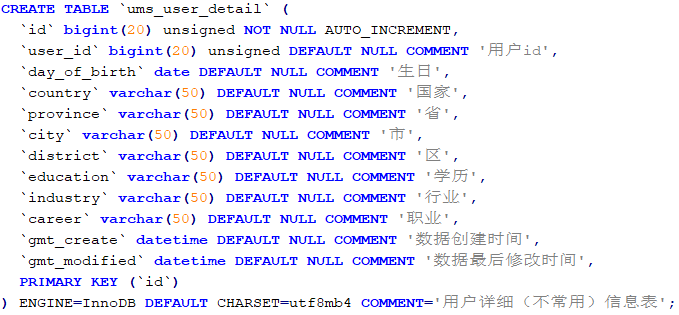 CREATE TABLE `ums_user_detail` (
  `id` bigint(20) unsigned NOT NULL AUTO_INCREMENT,
  `user_id` bigint(20) unsigned DEFAULT NULL COMMENT '用户id',
  `day_of_birth` date DEFAULT NULL COMMENT '生日',
  `country` varchar(50) DEFAULT NULL COMMENT '国家',
  `province` varchar(50) DEFAULT NULL COMMENT '省',
  `city` varchar(50) DEFAULT NULL COMMENT '市',
  `district` varchar(50) DEFAULT NULL COMMENT '区',
  `education` varchar(50) DEFAULT NULL COMMENT '学历',
  `industry` varchar(50) DEFAULT NULL COMMENT '行业',
  `career` varchar(50) DEFAULT NULL COMMENT '职业',
  `gmt_create` datetime DEFAULT NULL COMMENT '数据创建时间',
  `gmt_modified` datetime DEFAULT NULL COMMENT '数据最后修改时间',
  PRIMARY KEY (`id`)
) ENGINE=InnoDB DEFAULT CHARSET=utf8mb4 COMMENT='用户详细（不常用）信息表';